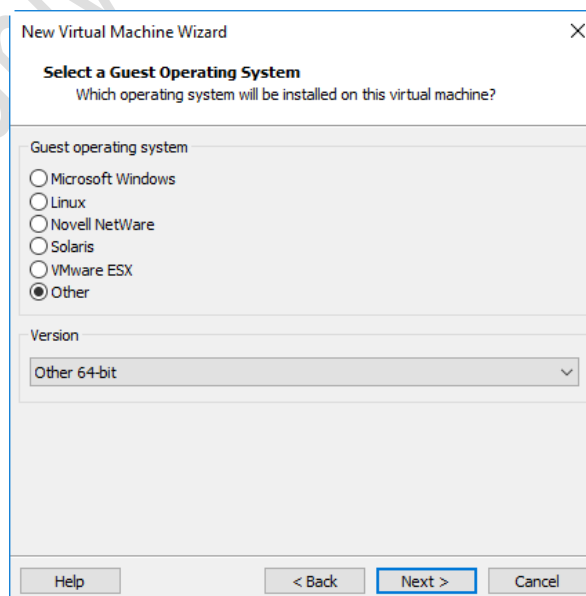 New Virtual Machine Wizard
Select a Guest Operating System
Which operating system will be installed on this virtual machine?
Guest operating system
Microsoft Windows
Linux
Novell NetWare
Solaris
VMware ESX
Other
Version
Other 64-bit
Help
< Back
Next >
Cancel